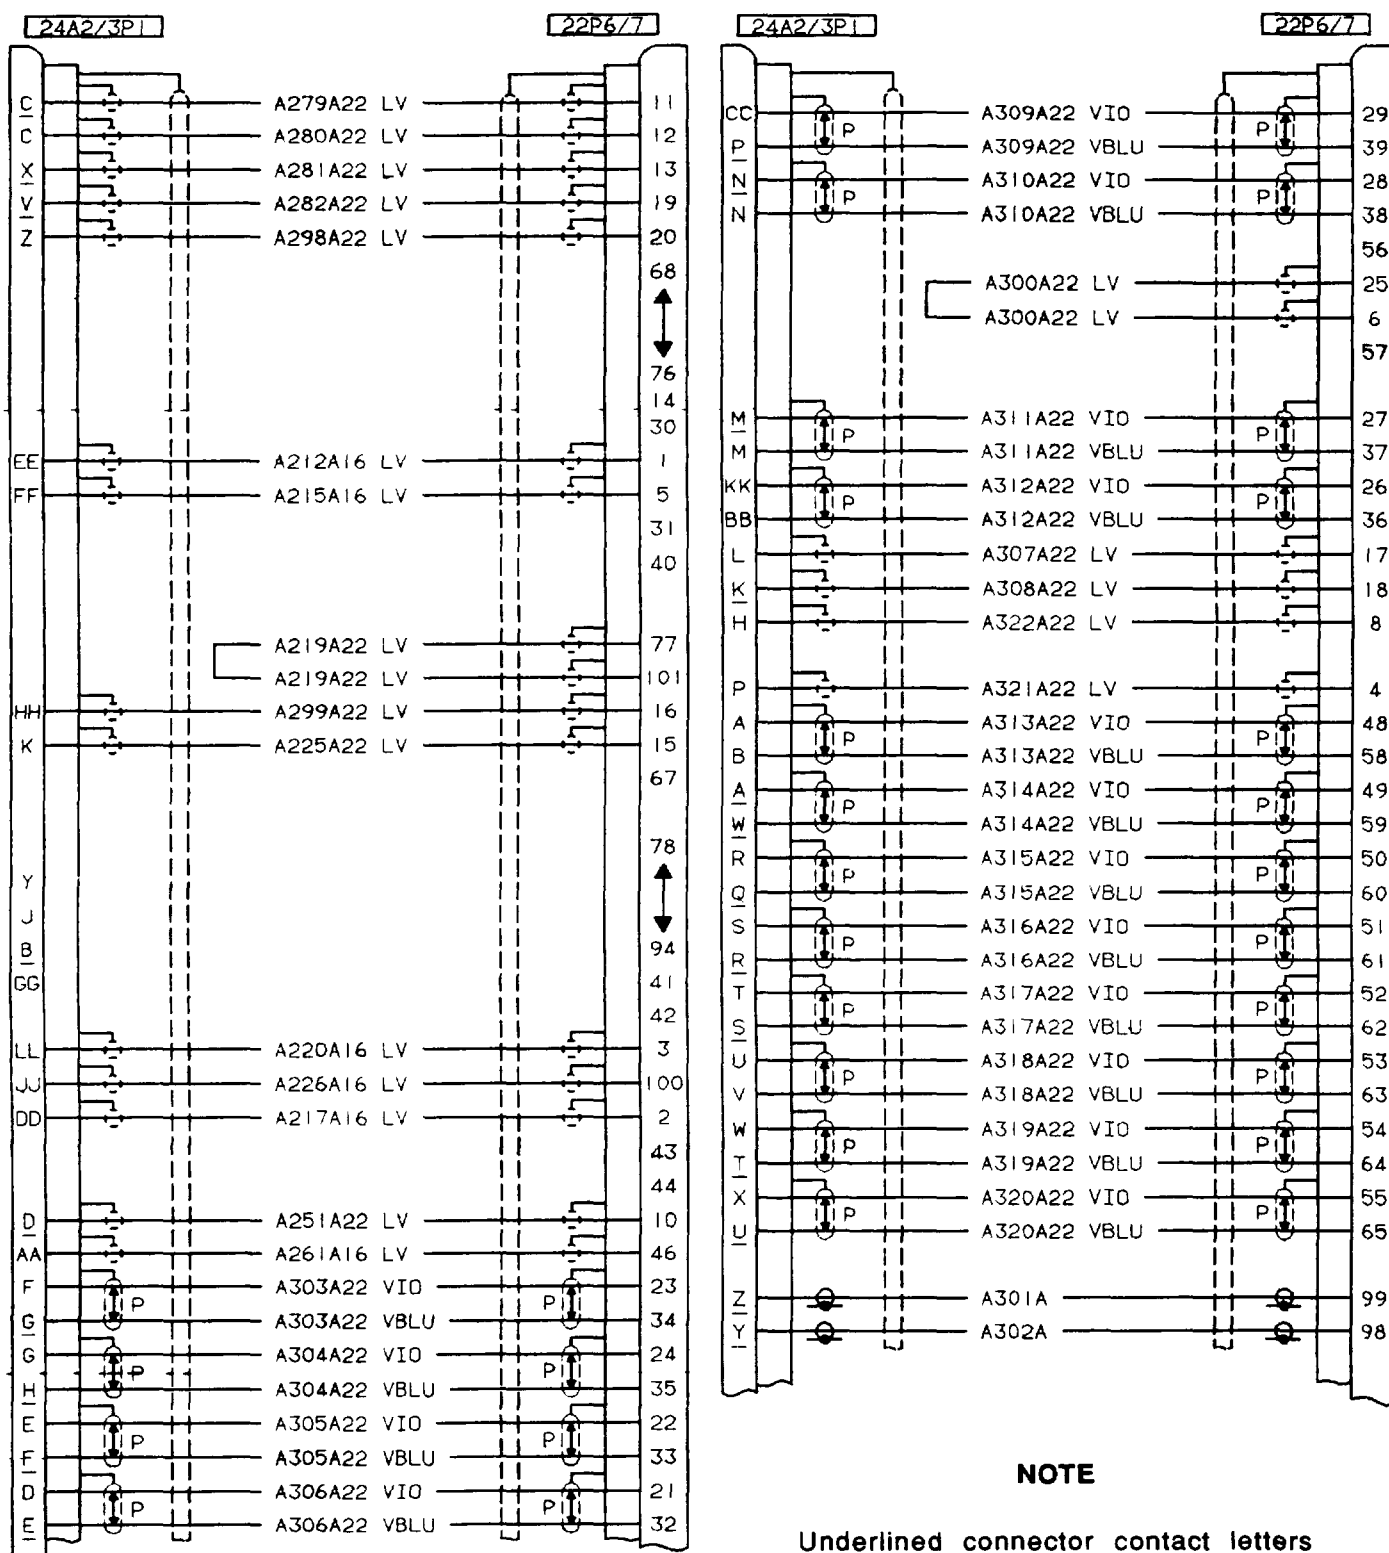 24A2/3P1 22P6/7
C A279A22 LV 11
C A280A22 LV 12
X A281A22 LV 13
V A282A22 LV 19
Z A298A22 LV 20
68
76
14
30
EE A212A16 LV 1
FF A215A16 LV 5
31
40
A219A22 LV 77
A219A22 LV 101
HH A299A22 LV 16
K A225A22 LV 15
67
78
Y
J
B 94
GG 41
42
LL A220A16 LV 3
JJ A226A16 LV 100
DD A217A16 LV 2
43
44
D A251A22 LV 10
AA A261A16 LV 46
F A303A22 VIO 23
P P
G A303A22 VBLU 34
G A304A22 VIO 24
P P
H A304A22 VBLU 35
E A305A22 VIO 22
P P
F A305A22 VBLU 33
D A306A22 VIO 21
P P
E A306A22 VBLU 32
24A2/3P1 22P6/7
CC A309A22 VIO 29
P P
P A309A22 VBLU 39
N A310A22 VIO 28
P P
N A310A22 VBLU 38
56
A300A22 LV 25
A300A22 LV 6
57
M A311A22 VIO 27
P P
M A311A22 VBLU 37
KK A312A22 VIO 26
P P
BB A312A22 VBLU 36
L A307A22 LV 17
K A308A22 LV 18
H A322A22 LV 8
P A321A22 LV 4
A A313A22 VIO 48
P P
B A313A22 VBLU 58
A A314A22 VIO 49
P P
W A314A22 VBLU 59
R A315A22 VIO 50
P P
Q A315A22 VBLU 60
S A316A22 VIO 51
P P
R A316A22 VBLU 61
T A317A22 VIO 52
P P
S A317A22 VBLU 62
U A318A22 VIO 53
P P
V A318A22 VBLU 63
W A319A22 VIO 54
P P
T A319A22 VBLU 64
X A320A22 VIO 55
P P
U A320A22 VBLU 65
Z A301A 99
Y A302A 98
NOTE
Underlined connector contact letters